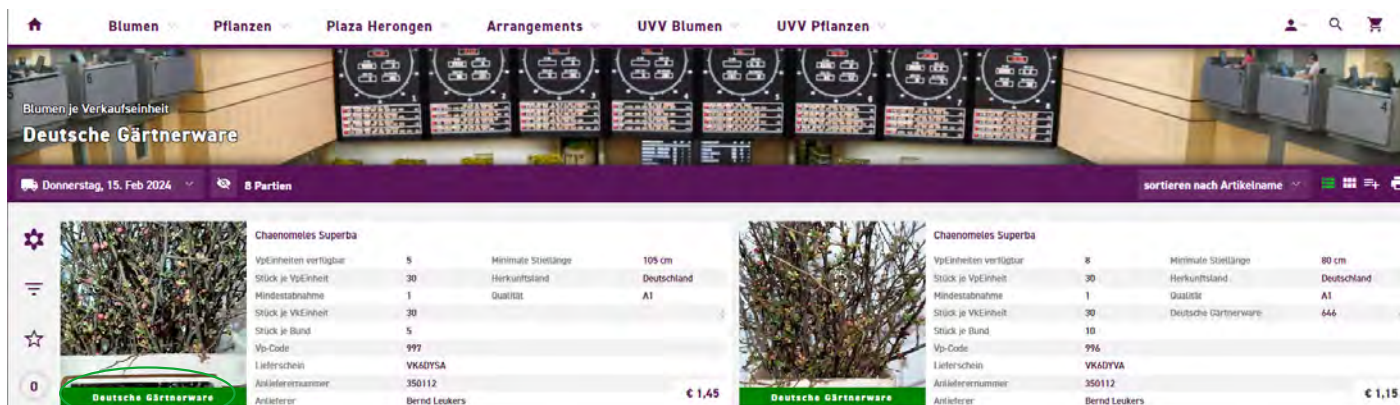 Blumen Pflanzen Plaza Herongen Arrangements UVV Blumen UVV Pflanzen
Blumen je Verkaufseinheit
Deutsche Gärtnerware
Donnerstag, 15. Feb 2024 8 Partien sortieren nach Artikelname
Chaenomeles Superba
VpEinheiten verfügbar 5 Minimale Stiellänge 105 cm
Stück je VpEinheit 30 Herkunftsland Deutschland
Mindestabnahme 1 Qualität A1
Stück je VkEinheit 30
Stück je Bund 5
Vp-Code 997
Lieferschein VK6DYSA
Anlieferernummer 350112
Anlieferer Bernd Leukers
€ 1,45
Deutsche Gärtnerware
0
Chaenomeles Superba
VpEinheiten verfügbar 8 Minimale Stiellänge 80 cm
Stück je VpEinheit 30 Herkunftsland Deutschland
Mindestabnahme 1 Qualität A1
Stück je VkEinheit 30 Deutsche Gärtnerware 646
Stück je Bund 10
Vp-Code 996
Lieferschein VK6DYVA
Anlieferernummer 350112
Anlieferer Bernd Leukers
€ 1,15
Deutsche Gärtnerware